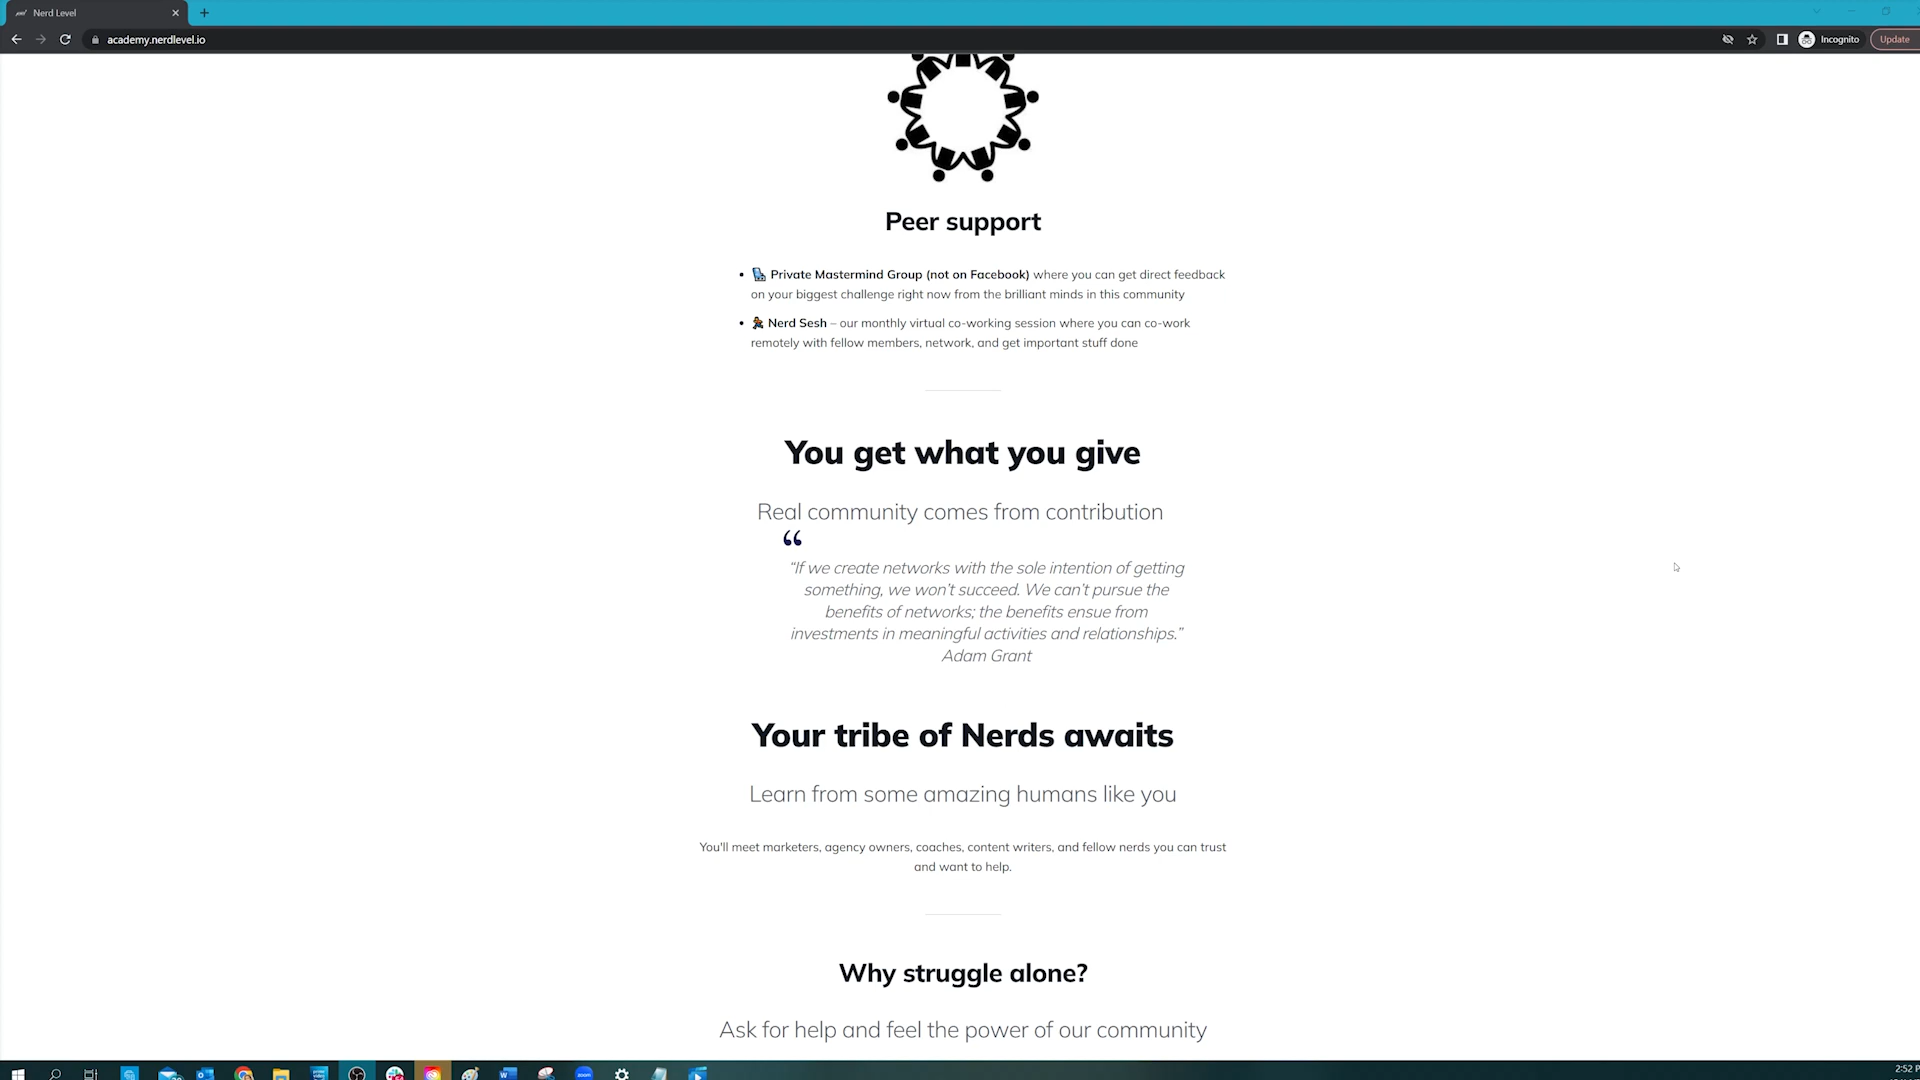 Nerd Level
academy.nerdlevel.io
Incognito
Update
Peer support
Private Mastermind Group (not on Facebook) where you can get direct feedback
on your biggest challenge right now from the brilliant minds in this community
Nerd Sesh – our monthly virtual co-working session where you can co-work
remotely with fellow members, network, and get important stuff done
You get what you give
Real community comes from contribution
“
“If we create networks with the sole intention of getting
something, we won’t succeed. We can’t pursue the
benefits of networks; the benefits ensue from
investments in meaningful activities and relationships.”
Adam Grant
Your tribe of Nerds awaits
Learn from some amazing humans like you
You'll meet marketers, agency owners, coaches, content writers, and fellow nerds you can trust
and want to help.
Why struggle alone?
Ask for help and feel the power of our community
zoom
2:52 P